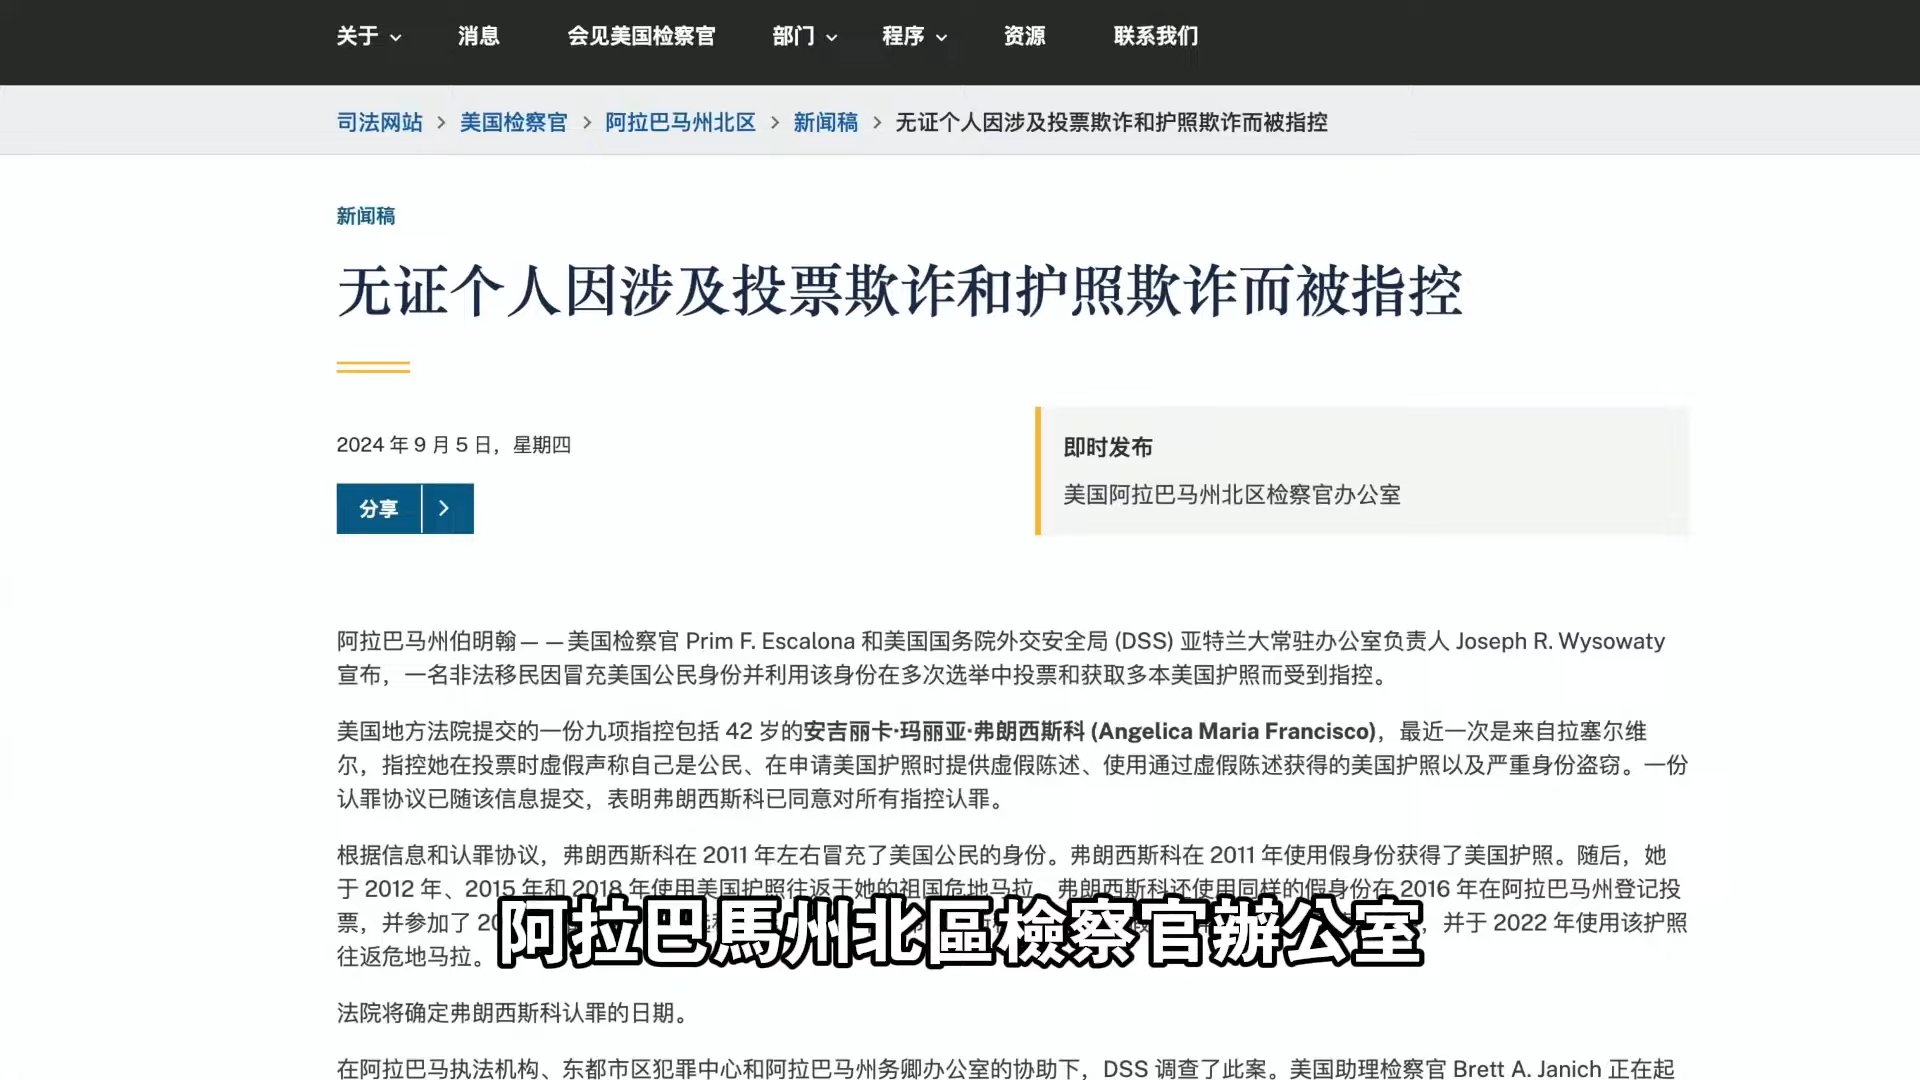 关于 消息 会见美国检察官 部门 程序 资源 联系我们
司法网站 > 美国检察官 > 阿拉巴马州北区 > 新闻稿 > 无证个人因涉及投票欺诈和护照欺诈而被指控
新闻稿
无证个人因涉及投票欺诈和护照欺诈而被指控
2024 年 9 月 5 日，星期四
分享 >
即时发布
美国阿拉巴马州北区检察官办公室
阿拉巴马州伯明翰——美国检察官 Prim F. Escalona 和美国国务院外交安全局 (DSS) 亚特兰大常驻办公室负责人 Joseph R. Wysowaty
宣布，一名非法移民因冒充美国公民身份并利用该身份在多次选举中投票和获取多本美国护照而受到指控。
美国地方法院提交的一份九项指控包括 42 岁的安吉丽卡·玛丽亚·弗朗西斯科 (Angelica Maria Francisco)，最近一次是来自拉塞尔维
尔，指控她在投票时虚假声称自己是公民、在申请美国护照时提供虚假陈述、使用通过虚假陈述获得的美国护照以及严重身份盗窃。一份
认罪协议已随该信息提交，表明弗朗西斯科已同意对所有指控认罪。
根据信息和认罪协议，弗朗西斯科在 2011 年左右冒充了美国公民的身份。弗朗西斯科在 2011 年使用假身份获得了美国护照。随后，她
于 2012 年、2015 年和 2018 年使用美国护照往返于她的祖国危地马拉。弗朗西斯科还使用同样的假身份在 2016 年在阿拉巴马州登记投
票，并参加了 ，并于 2022 年使用该护照
往返危地马拉。
阿拉巴馬州北區檢察官辦公室
法院将确定弗朗西斯科认罪的日期。
在阿拉巴马执法机构、东都市区犯罪中心和阿拉巴马州务卿办公室的协助下，DSS 调查了此案。美国助理检察官 Brett A. Janich 正在起